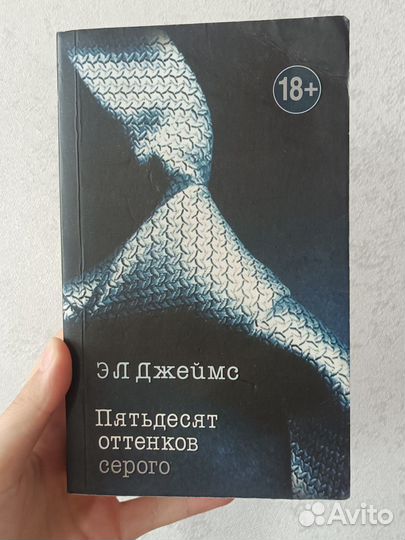 18+
ЭЛ Джеймс
Пятьдесят
оттенков
серого
Avito